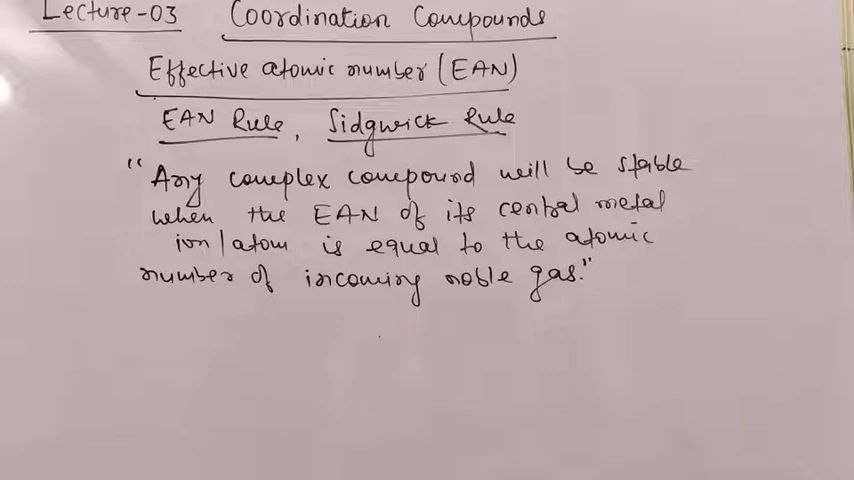 Lecture-03 Coordination Compounds
Effective atomic number (EAN)
EAN Rule, Sidgwick Rule
"Any complex compound will be stable
when the EAN of its central metal
ion/atom is equal to the atomic
number of incoming noble gas."